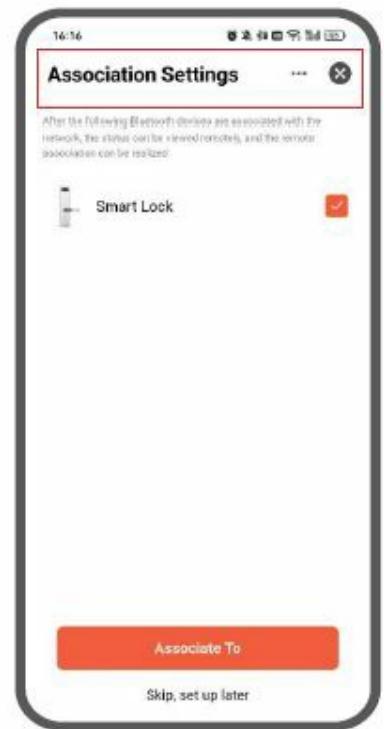 16:16
Association Settings
After the following Bluetooth devices are associated with the
network, the status can be viewed remotely, and the remote
association can be realized
Smart Lock
Associate To
Skip, set up later